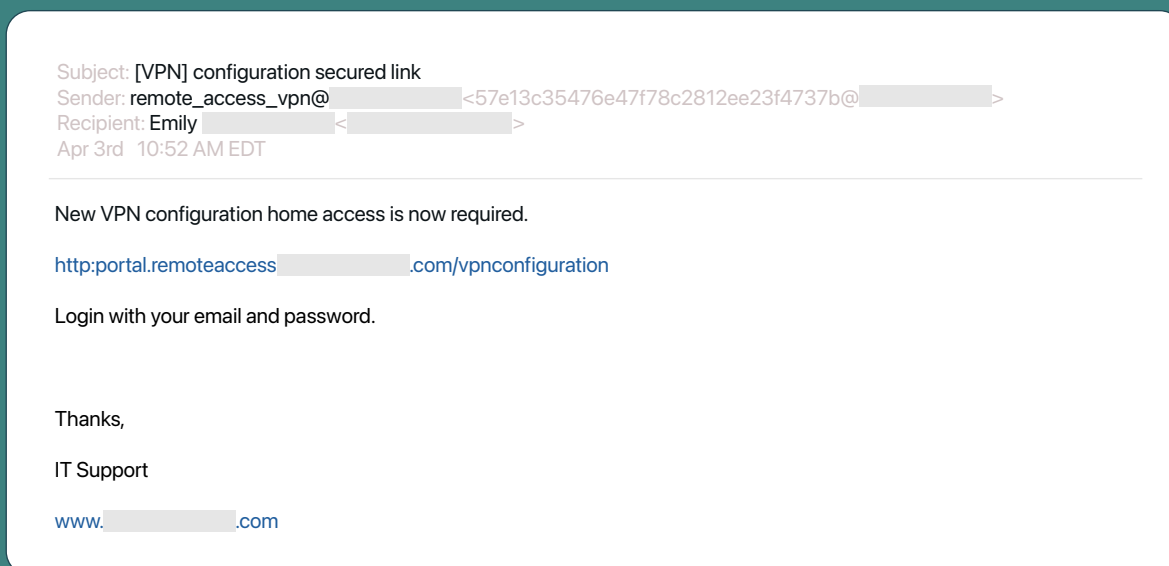 Subject: [VPN] configuration secured link
Sender: remote_access_vpn@ <57e13c35476e47f78c2812ee23f4737b@ >
Recipient: Emily < >
Apr 3rd 10:52 AM EDT
New VPN configuration home access is now required.
http:portal.remoteaccess .com/vpnconfiguration
Login with your email and password.
Thanks,
IT Support
www. .com